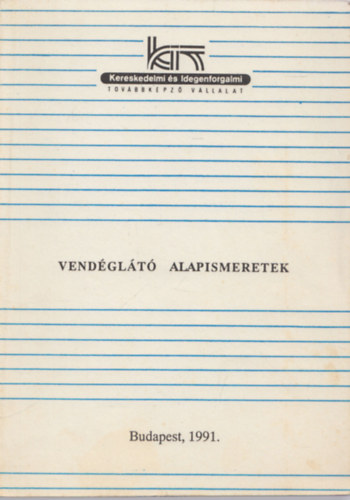 Kereskedelmi és Idegenforgalmi
TOVÁBBKÉPZŐ VÁLLALAT
VENDÉGLÁTÓ ALAPISMERETEK
Budapest, 1991.